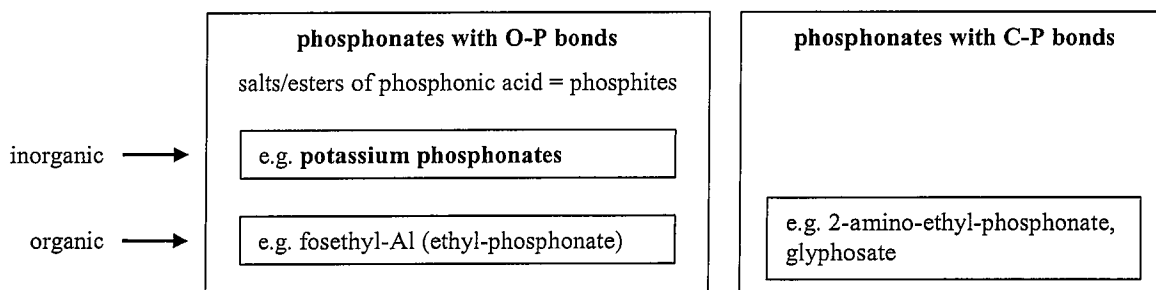 phosphonates with O-P bonds
salts/esters of phosphonic acid = phosphites
inorganic
e.g. potassium phosphonates
organic
e.g. fosethyl-Al (ethyl-phosphonate)
phosphonates with C-P bonds
e.g. 2-amino-ethyl-phosphonate,
glyphosate